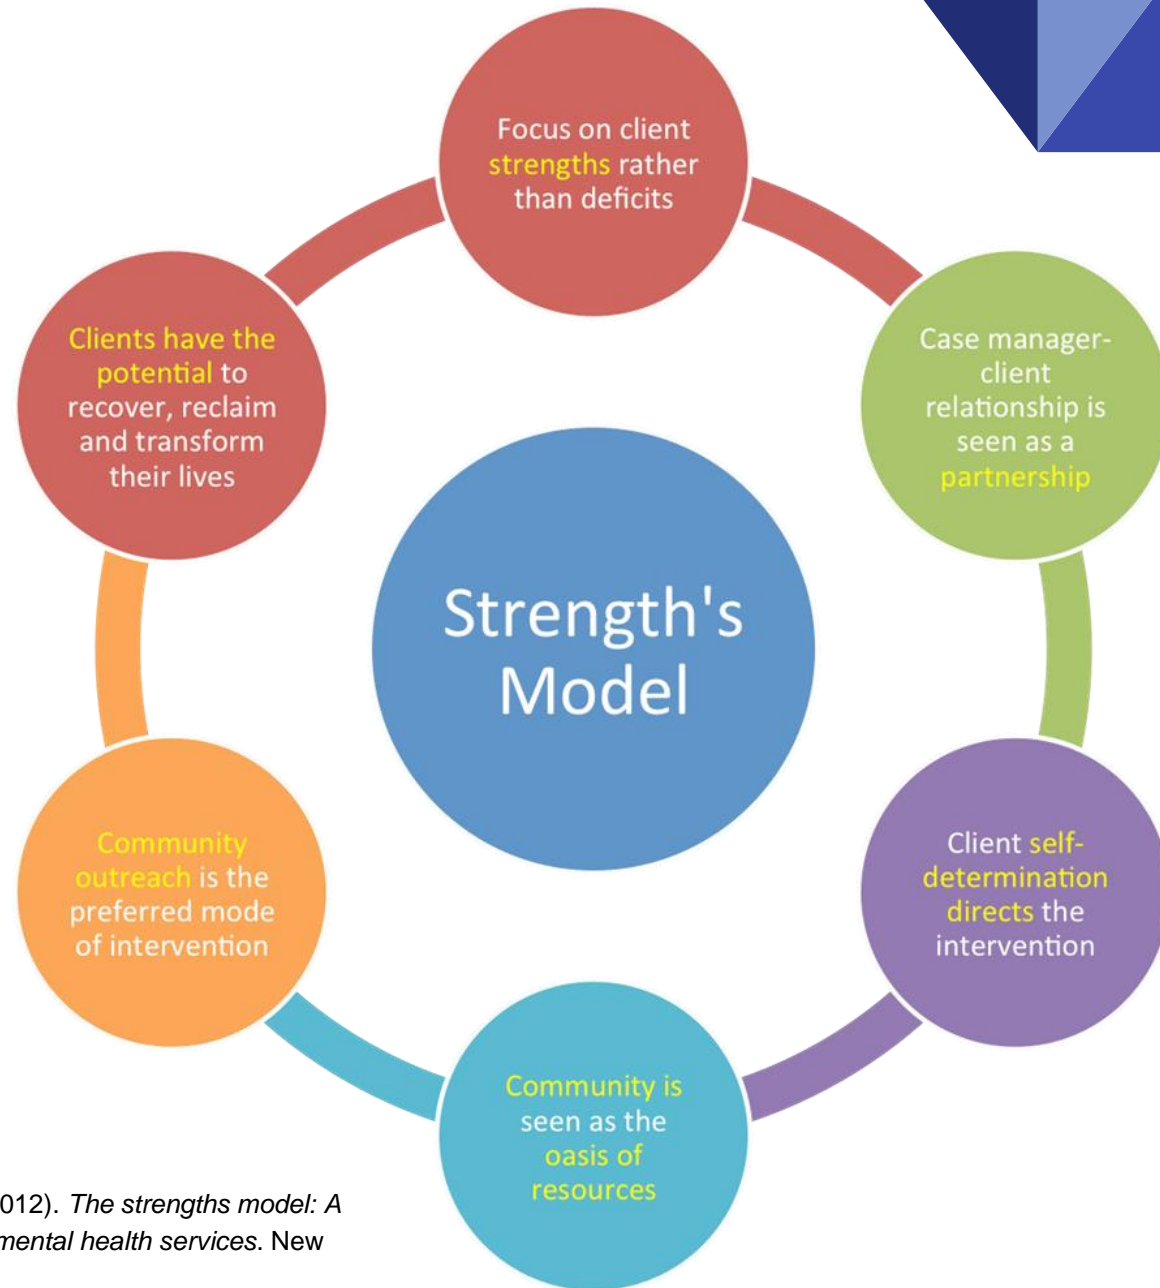 Focus on client
strengths rather
than deficits
Case manager-
client
relationship is
seen as a
partnership
Client self-
determination
directs the
intervention
Community is
seen as the
oasis of
resources
Community
outreach is the
preferred mode
of intervention
Clients have the
potential to
recover, reclaim
and transform
their lives
Strength's
Model
012). The strengths model: A
mental health services. New